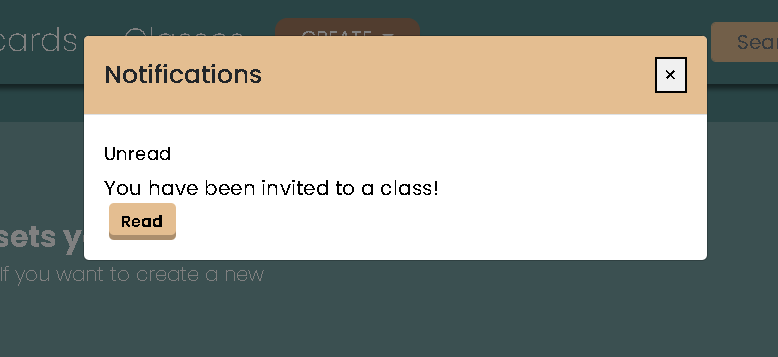 cards Classes CREATE Sear
Notifications
×
Unread
You have been invited to a class!
Read
sets y
If you want to create a new